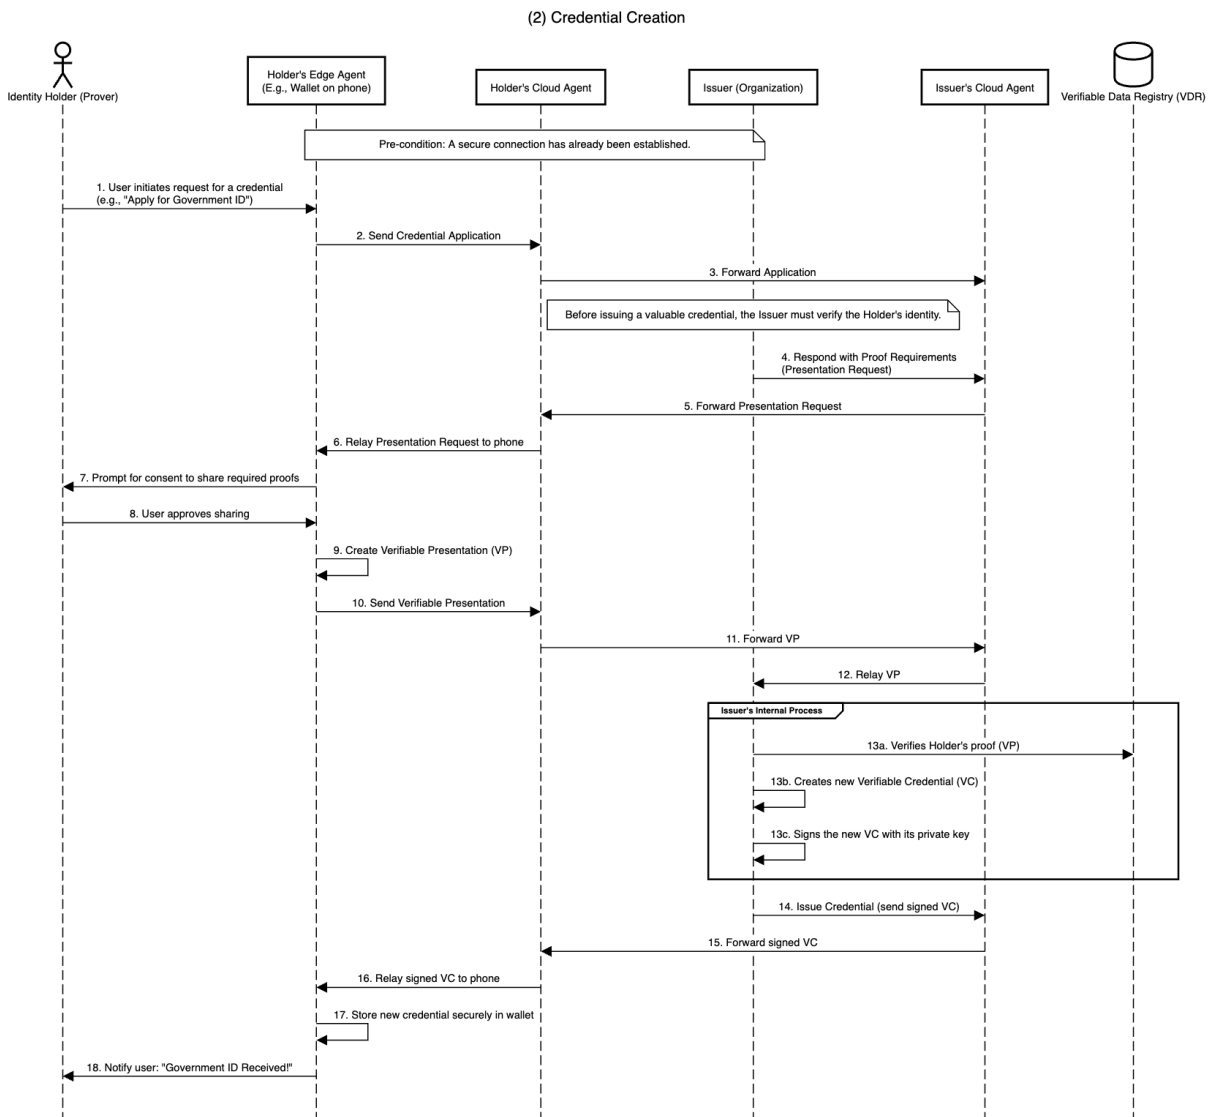 (2) Credential Creation
Identity Holder (Prover)
Holder's Edge Agent
(E.g., Wallet on phone)
Holder's Cloud Agent
Issuer (Organization)
Issuer's Cloud Agent
Verifiable Data Registry (VDR)
Pre-condition: A secure connection has already been established.
1. User initiates request for a credential
(e.g., "Apply for Government ID")
2. Send Credential Application
3. Forward Application
Before issuing a valuable credential, the Issuer must verify the Holder's identity.
4. Respond with Proof Requirements
(Presentation Request)
5. Forward Presentation Request
6. Relay Presentation Request to phone
7. Prompt for consent to share required proofs
8. User approves sharing
9. Create Verifiable Presentation (VP)
10. Send Verifiable Presentation
11. Forward VP
12. Relay VP
Issuer's Internal Process
13a. Verifies Holder's proof (VP)
13b. Creates new Verifiable Credential (VC)
13c. Signs the new VC with its private key
14. Issue Credential (send signed VC)
15. Forward signed VC
16. Relay signed VC to phone
17. Store new credential securely in wallet
18. Notify user: "Government ID Received!"